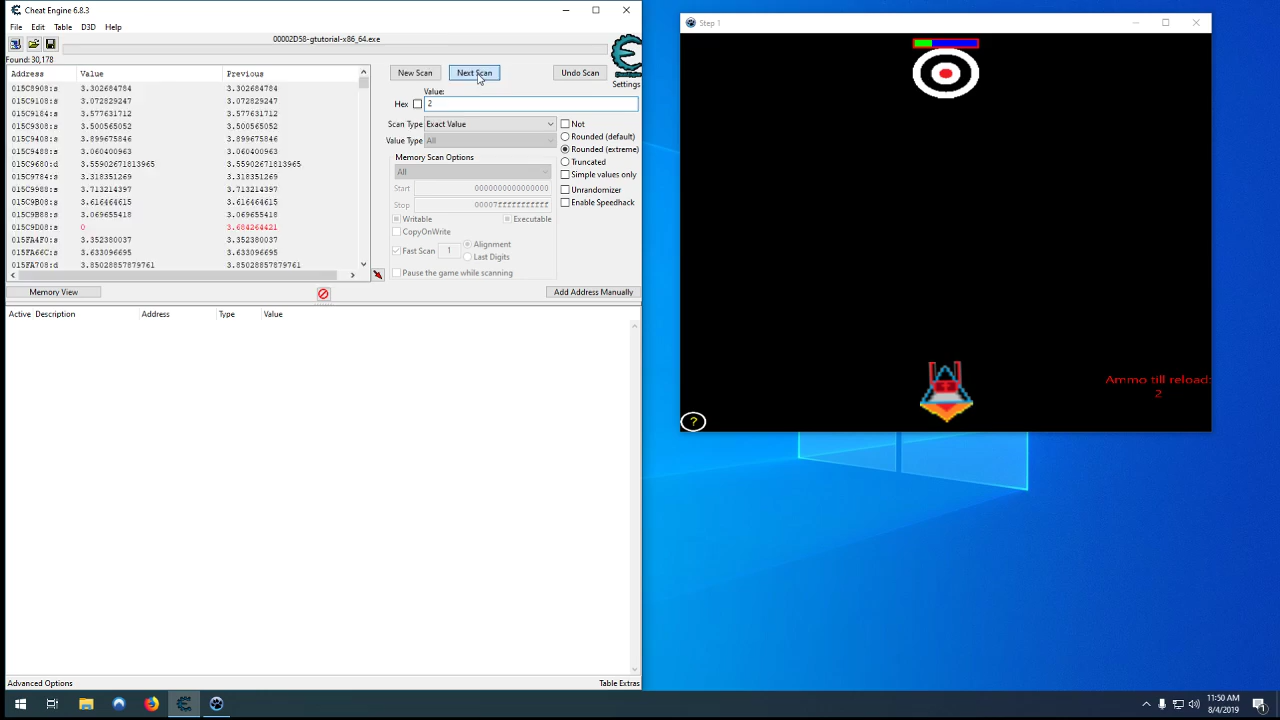 Cheat Engine 6.8.3
File Edit Table D3D Help
00002D58-gtutorial-x86_64.exe
Found: 30,178
Address Value Previous
015C8908:s 3.302684784 3.302684784
015C9108:s 3.072829247 3.072829247
015C9184:s 3.577631712 3.577631712
015C9308:s 3.500565052 3.500565052
015C9408:s 3.899675846 3.899675846
015C9488:s 3.060400963 3.060400963
015C9680:d 3.55902671813965 3.55902671813965
015C9784:s 3.318351269 3.318351269
015C9988:s 3.713214397 3.713214397
015C9B08:s 3.616464615 3.616464615
015C9B88:s 3.069655418 3.069655418
015C9D08:s 0 3.684264421
015FA4F0:s 3.352380037 3.352380037
015FA66C:s 3.633096695 3.633096695
015FA708:d 3.85028857879761 3.85028857879761
New Scan Next Scan Undo Scan
Settings
Value:
Hex 2
Scan Type Exact Value
Value Type All
Memory Scan Options
All
Start 0000000000000000
Stop 00007fffffffffff
Writable Executable
CopyOnWrite
Fast Scan 1 Alignment
Last Digits
Pause the game while scanning
Not
Rounded (default)
Rounded (extreme)
Truncated
Simple values only
Unrandomizer
Enable Speedhack
Memory View Add Address Manually
Active Description Address Type Value
Advanced Options Table Extras
Step 1
Ammo till reload:
2
?
11:50 AM
8/4/2019
1